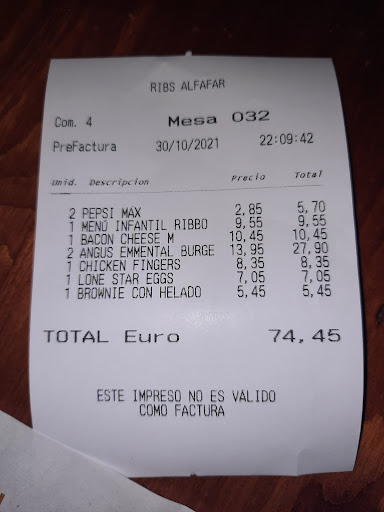 RIBS ALFAFAR
Com. 4 Mesa 032
PreFactura 30/10/2021 22:09:42
Unid. Descripcion Precio Total
2 PEPSI MAX 2,85 5,70
1 MENÚ INFANTIL RIBBO 9,55 9,55
1 BACON CHEESE M 10,45 10,45
2 ANGUS EMMENTAL BURGE 13,95 27,90
1 CHICKEN FINGERS 8,35 8,35
1 LONE STAR EGGS 7,05 7,05
1 BROWNIE CON HELADO 5,45 5,45
TOTAL Euro 74,45
ESTE IMPRESO NO ES VALIDO
COMO FACTURA